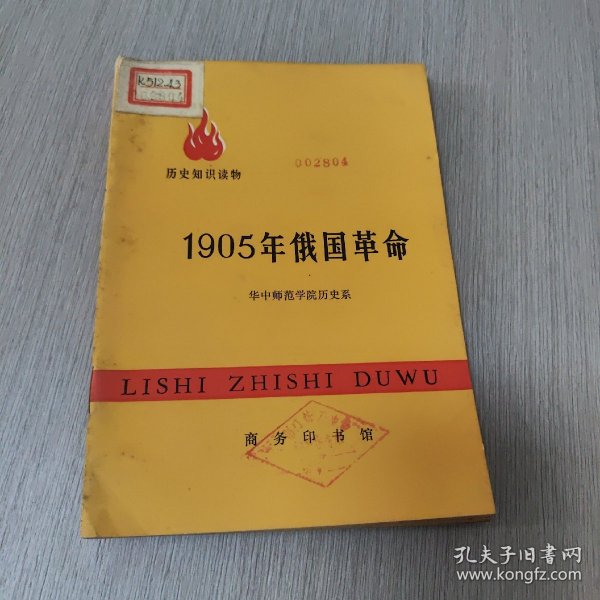 K512.43
002804
历史知识读物
002804
1905年俄国革命
华中师范学院历史系
LISHI ZHISHI DUWU
商务印书馆
孔夫子旧书网
www.kongfz.com